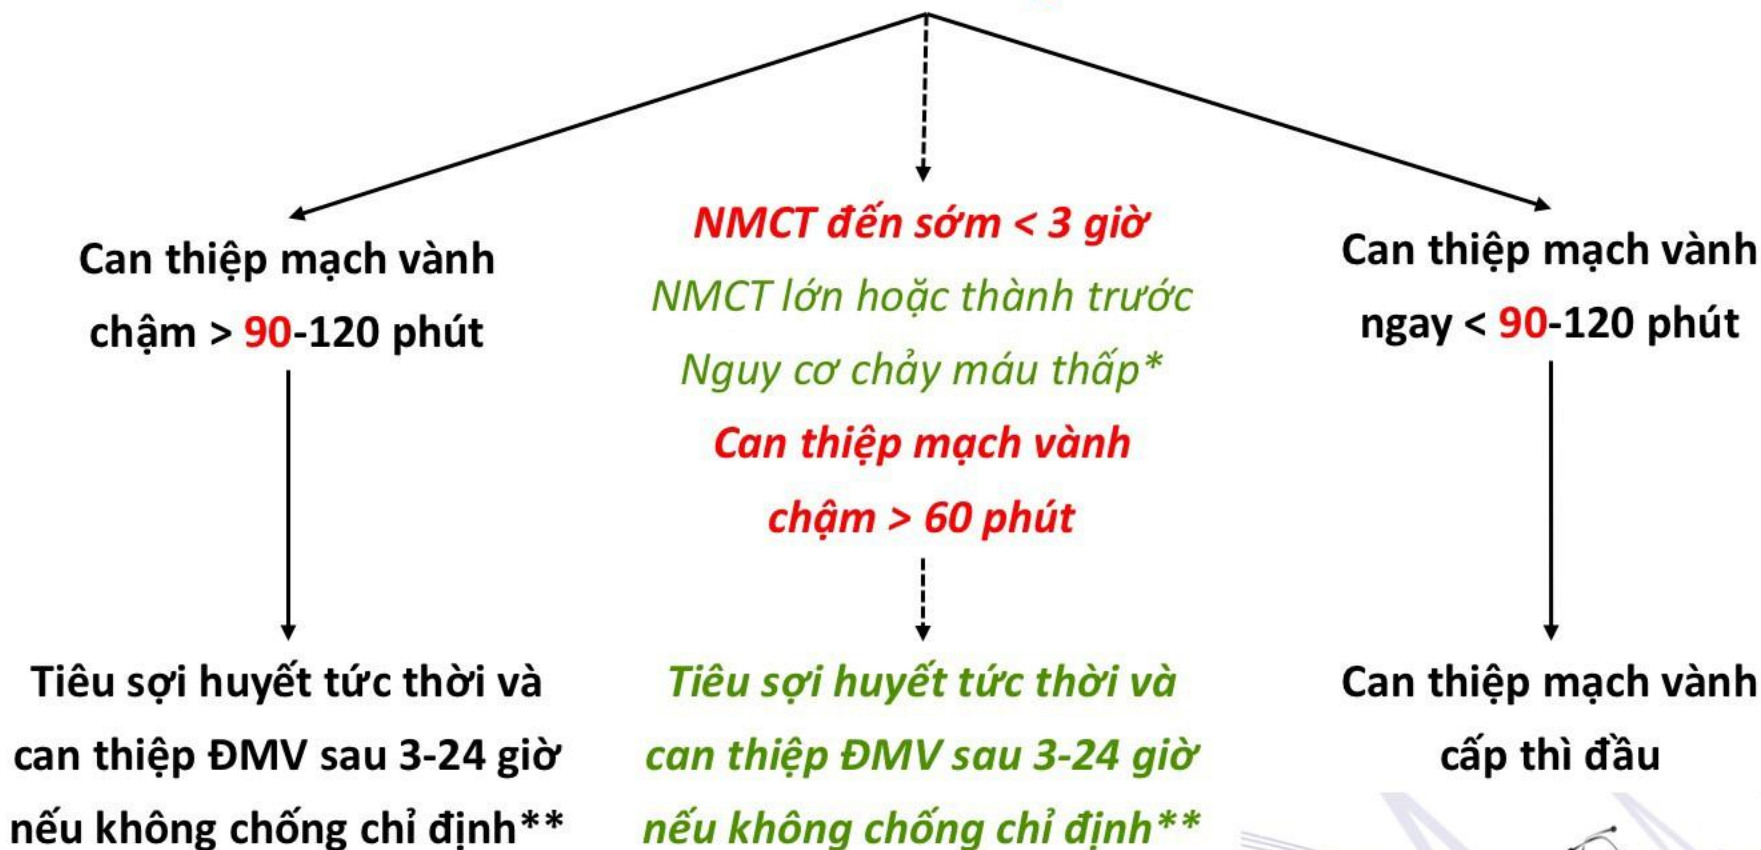 Can thiệp mạch vành
chậm > 90-120 phút
Tiêu sợi huyết tức thời và
can thiệp ĐMV sau 3-24 giờ
nếu không chống chỉ định**
NMCT đến sớm < 3 giờ
NMCT lớn hoặc thành trước
Nguy cơ chảy máu thấp*
Can thiệp mạch vành
chậm > 60 phút
Tiêu sợi huyết tức thời và
can thiệp ĐMV sau 3-24 giờ
nếu không chống chỉ định**
Can thiệp mạch vành
ngay < 90-120 phút
Can thiệp mạch vành
cấp thì đầu